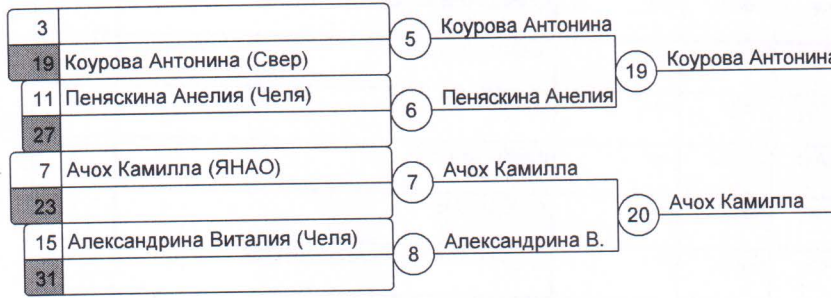 3
5 Коурова Антонина
19 Коурова Антонина (Свер)
19 Коурова Антонина
11 Пеняскина Анелия (Челя)
6 Пеняскина Анелия
27
7 Ачох Камилла (ЯНАО)
7 Ачох Камилла
23
20 Ачох Камилла
15 Александрина Виталия (Челя)
8 Александрина В.
31